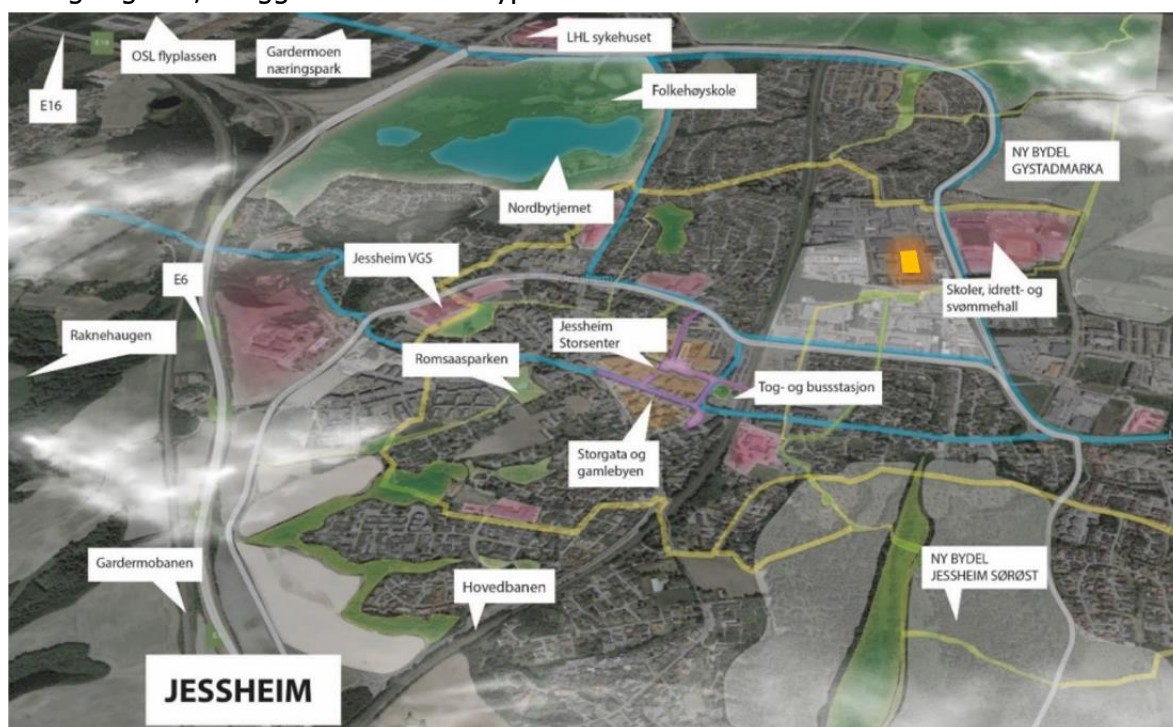 OSL flyplassen
Gardermoen
næringspark
LHL sykehuset
E16
Folkehøyskole
NY BYDEL
GYSTADMARKA
Nordbytjernet
Jessheim VGS
E6
Skoler, idrett- og
svømmehall
Raknehaugen
Jessheim
Storsenter
Romsaasparken
Tog- og bussstasjon
Storgata og
gamlebyen
Gardermobanen
Hovedbanen
NY BYDEL
JESSHEIM SØRØST
JESSHEIM